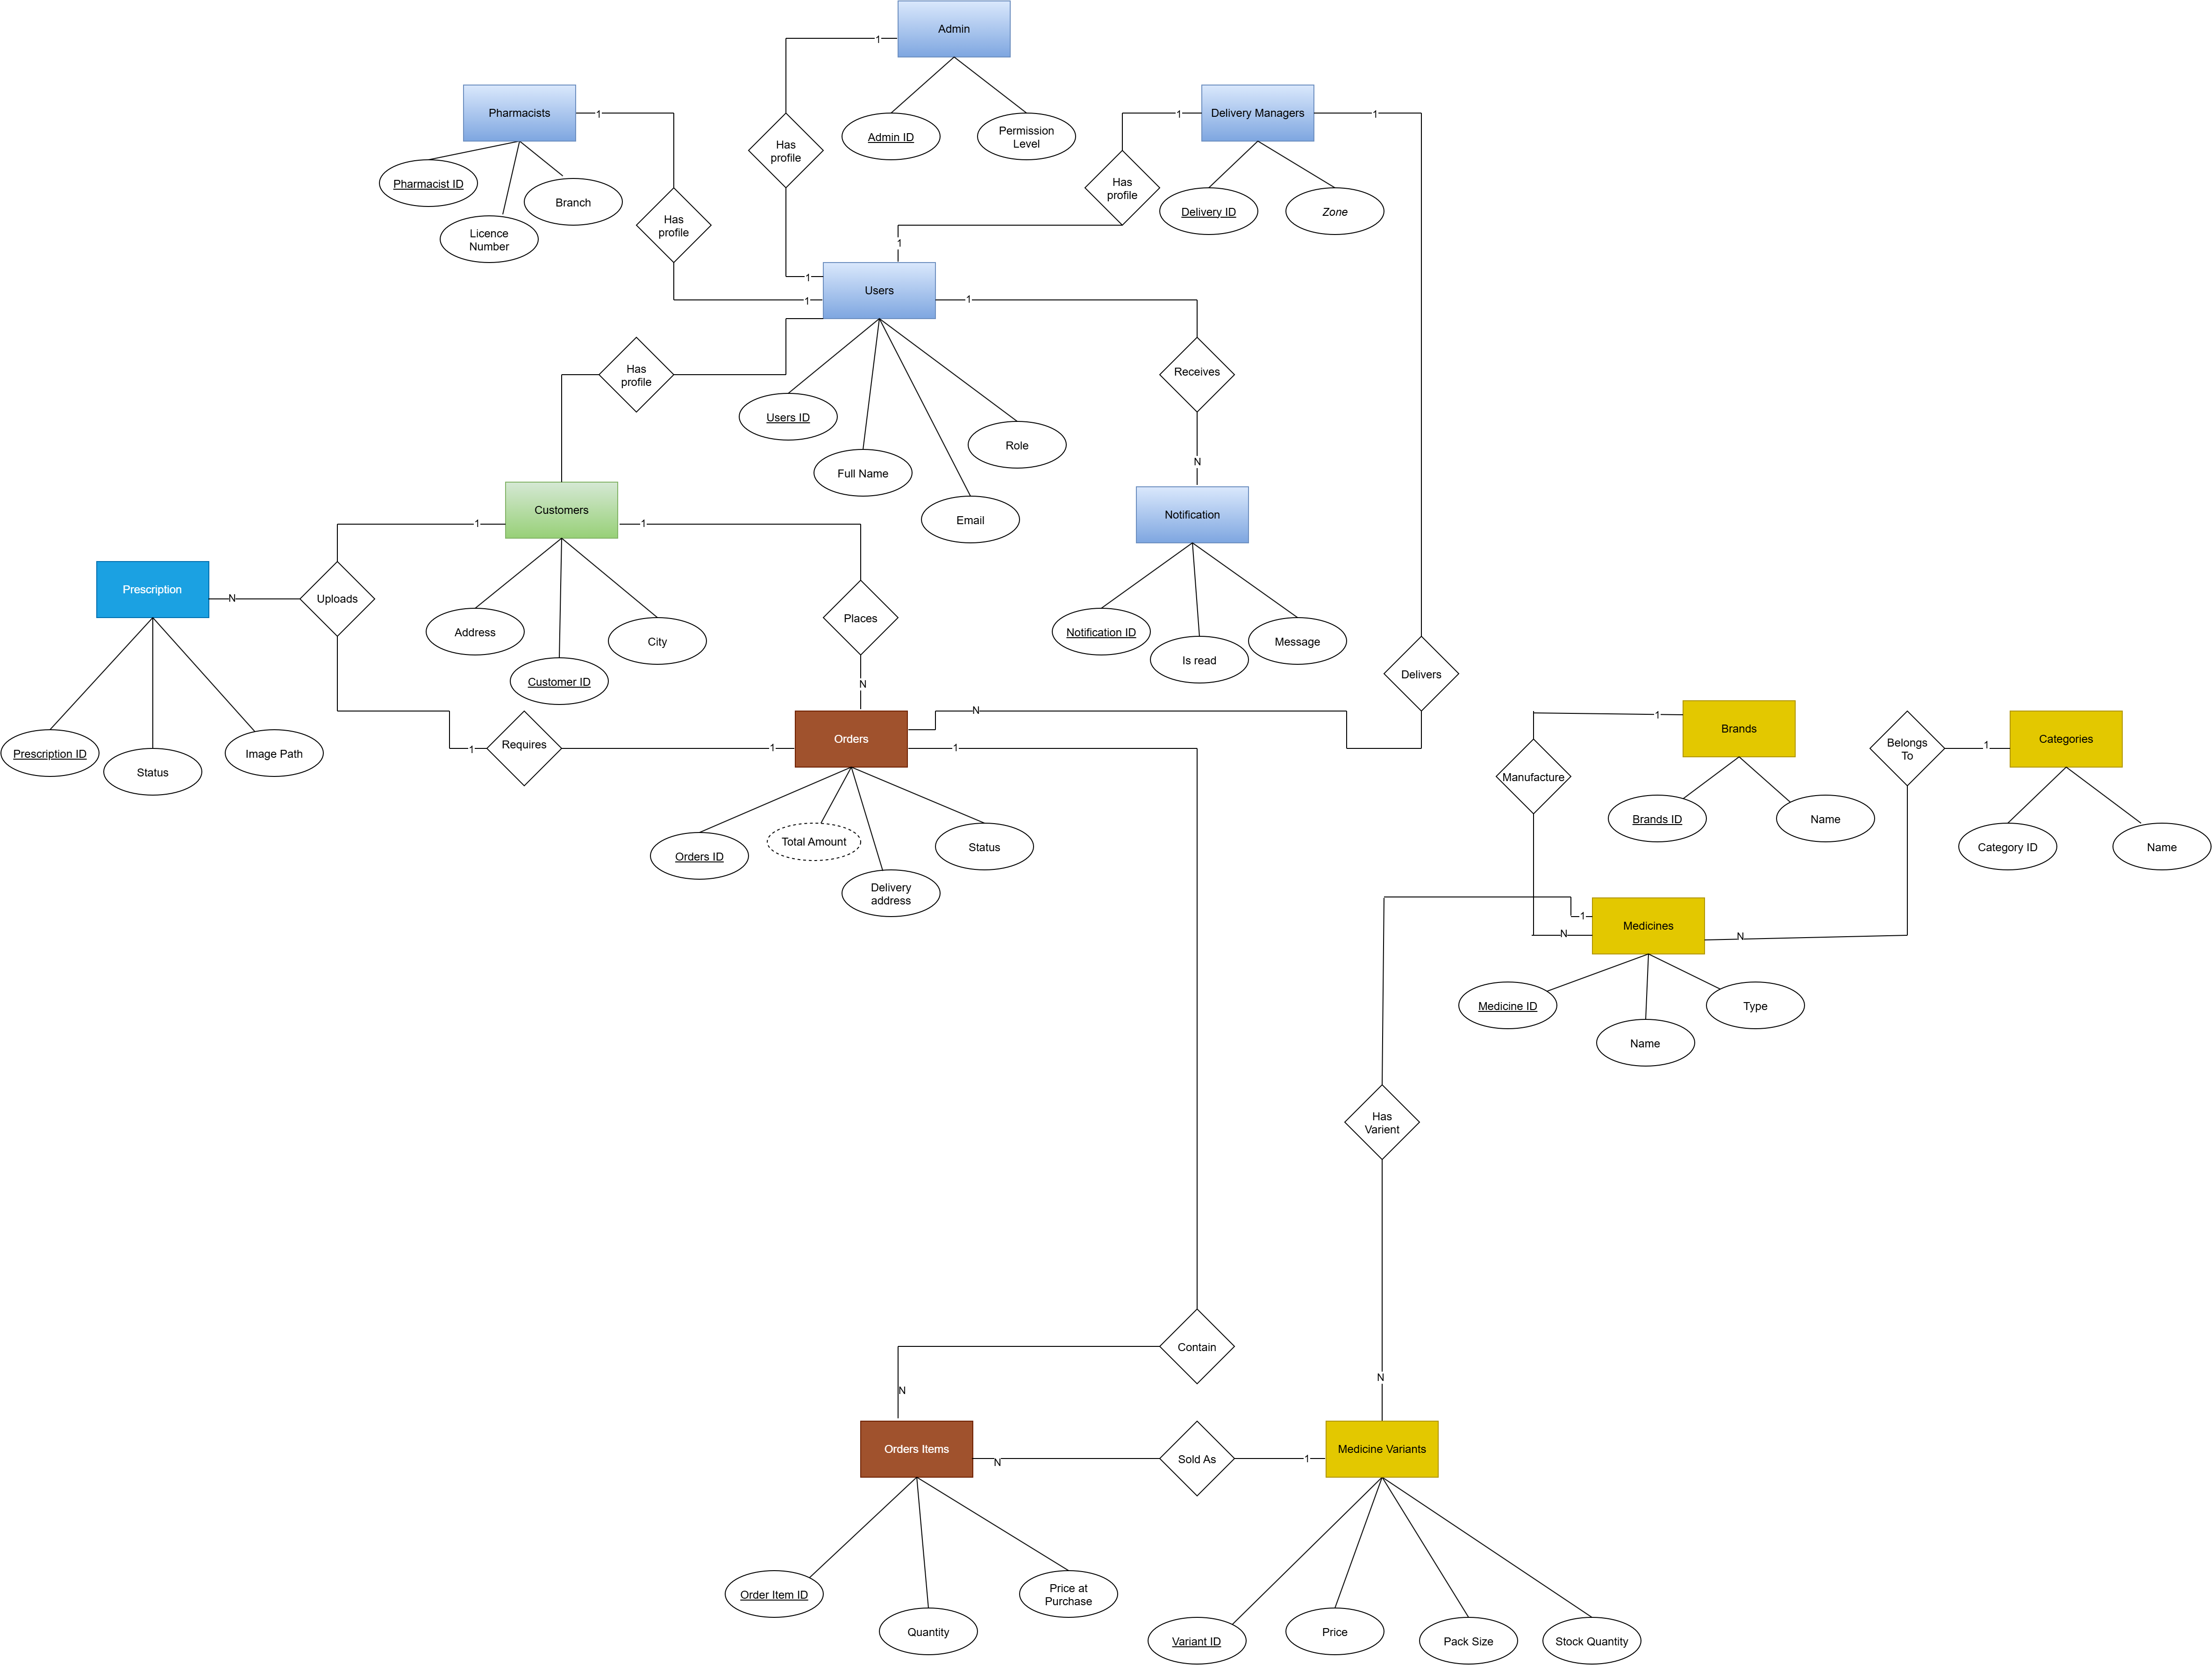 Admin
1
Pharmacists
1
Delivery Managers
1
1
Admin ID
Permission
Level
Has
profile
Pharmacist ID
Branch
Licence
Number
Has
profile
Has
profile
Delivery ID
Zone
1
1
1
Users
1
Has
profile
Receives
Users ID
Full Name
Role
Email
N
Customers
Notification
1
1
Prescription
N
Uploads
Address
City
Customer ID
Places
Notification ID
Is read
Message
Delivers
N
N
Requires
1
1
Orders
1
Prescription ID
Status
Image Path
Orders ID
Total Amount
Delivery
address
Status
1
Brands
Manufacture
Belongs
To
1
Categories
Brands ID
Name
Category ID
Name
1
N
Medicines
N
Medicine ID
Name
Type
Has
Varient
Contain
N
N
Orders Items
N
Sold As
1
Medicine Variants
Order Item ID
Quantity
Price at
Purchase
Variant ID
Price
Pack Size
Stock Quantity